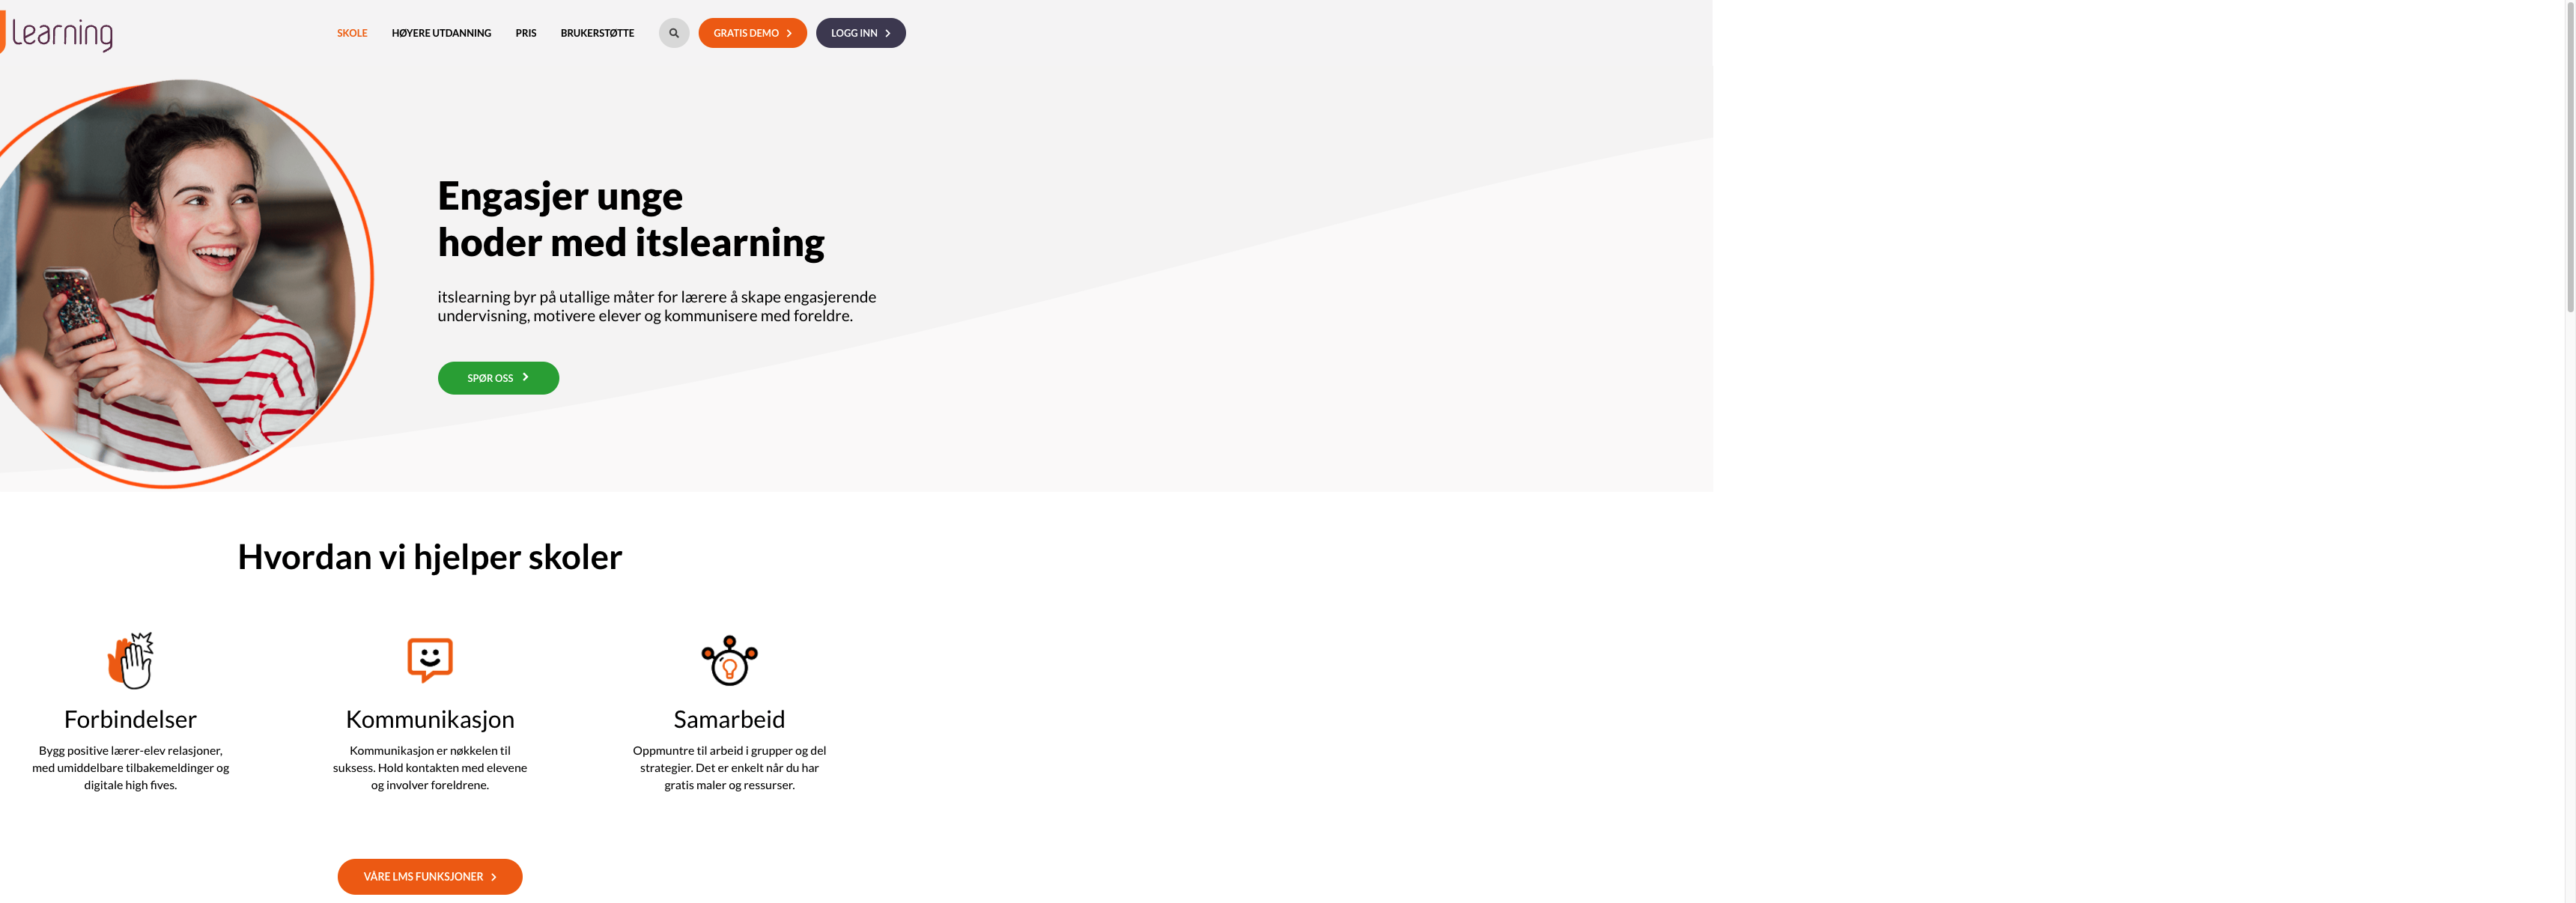 learning
SKOLE
HØYERE UTDANNING
PRIS
BRUKERSTØTTE
GRATIS DEMO
LOGG INN
Engasjer unge
hoder med itslearning
itslearning byr på utallige måter for lærere å skape engasjerende
undervisning, motivere elever og kommunisere med foreldre.
SPØR OSS
Hvordan vi hjelper skoler
Forbindelser
Bygg positive lærer-elev relasjoner,
med umiddelbare tilbakemeldinger og
digitale high fives.
Kommunikasjon
Kommunikasjon er nøkkelen til
suksess. Hold kontakten med elevene
og involver foreldrene.
Samarbeid
Oppmuntre til arbeid i grupper og del
strategier. Det er enkelt når du har
gratis maler og ressurser.
VÅRE LMS FUNKSJONER